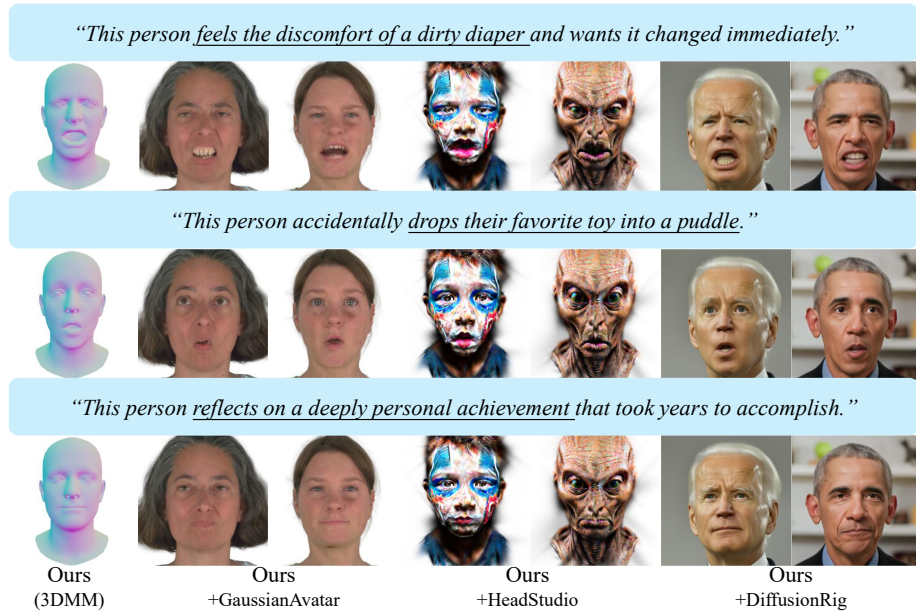 “This person feels the discomfort of a dirty diaper and wants it changed immediately.”
“This person accidentally drops their favorite toy into a puddle.”
“This person reflects on a deeply personal achievement that took years to accomplish.”
Ours Ours Ours Ours
(3DMM) +GaussianAvatar +HeadStudio +DiffusionRig